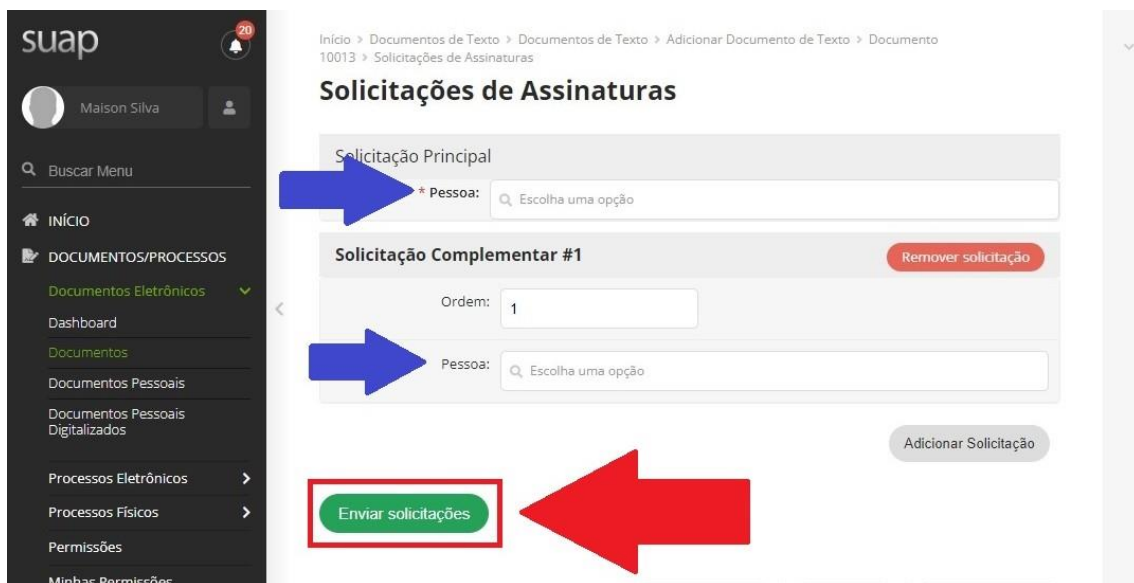 suap
20
Maison Silva
Buscar Menu
INÍCIO
DOCUMENTOS/PROCESSOS
Documentos Eletrônicos
Dashboard
Documentos
Documentos Pessoais
Documentos Pessoais
Digitalizados
Processos Eletrônicos
Processos Físicos
Permissões
Minhas Permissões
Início > Documentos de Texto > Documentos de Texto > Adicionar Documento de Texto > Documento
10013 > Solicitações de Assinaturas
Solicitações de Assinaturas
Solicitação Principal
* Pessoa:
Escolha uma opção
Solicitação Complementar #1
Remover solicitação
Ordem:
1
Pessoa:
Escolha uma opção
Adicionar Solicitação
Enviar solicitações